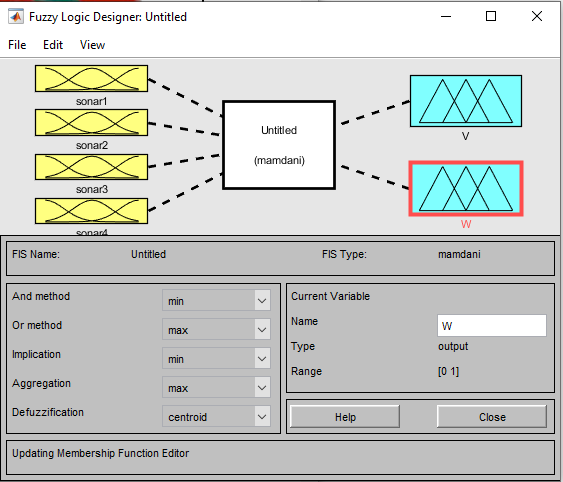 Fuzzy Logic Designer: Untitled
File Edit View
sonar1
sonar2
sonar3
sonar4
Untitled
(mamdani)
V
W
FIS Name: Untitled FIS Type: mamdani
And method min
Or method max
Implication min
Aggregation max
Defuzzification centroid
Current Variable
Name W
Type output
Range [0 1]
Help Close
Updating Membership Function Editor